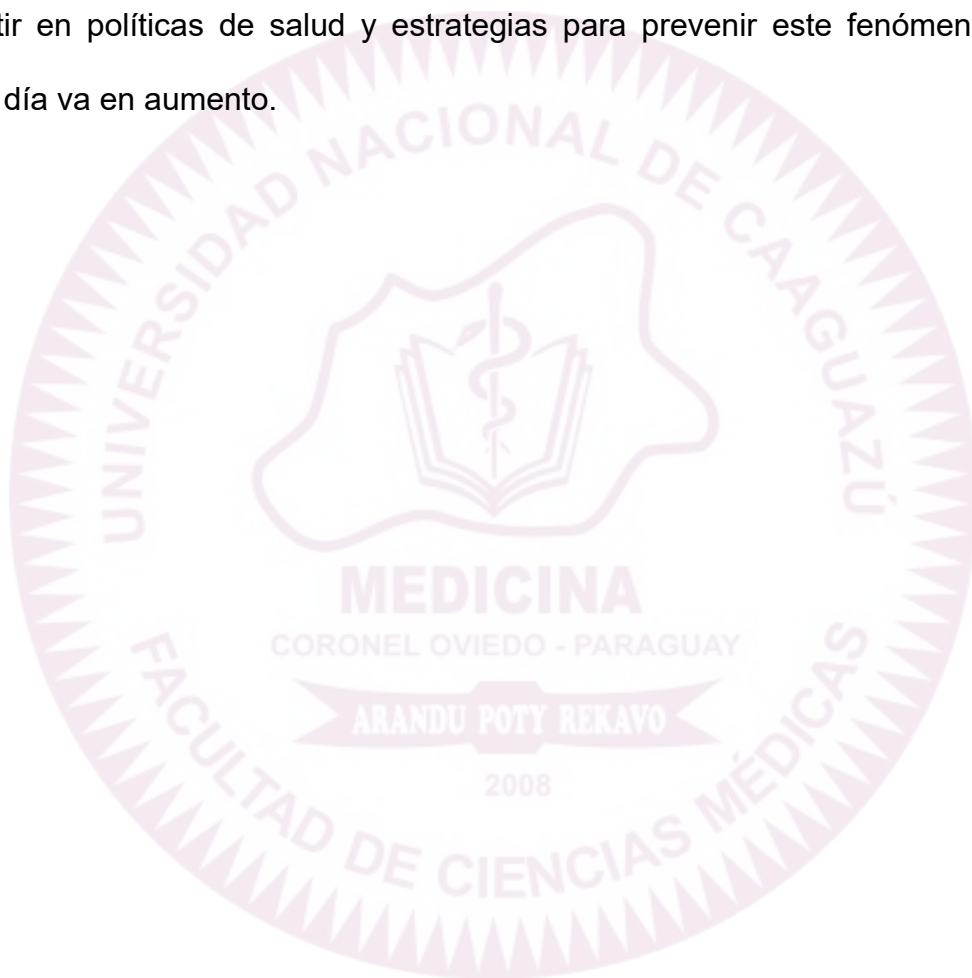 tir en políticas de salud y estrategias para prevenir este fenómen
día va en aumento.
UNIVERSIDAD NACIONAL DE CAAGUAZÚ
MEDICINA
CORONEL OVIEDO - PARAGUAY
ARANDU POTY REKAVO
2008
FACULTAD DE CIENCIAS MÉDICAS